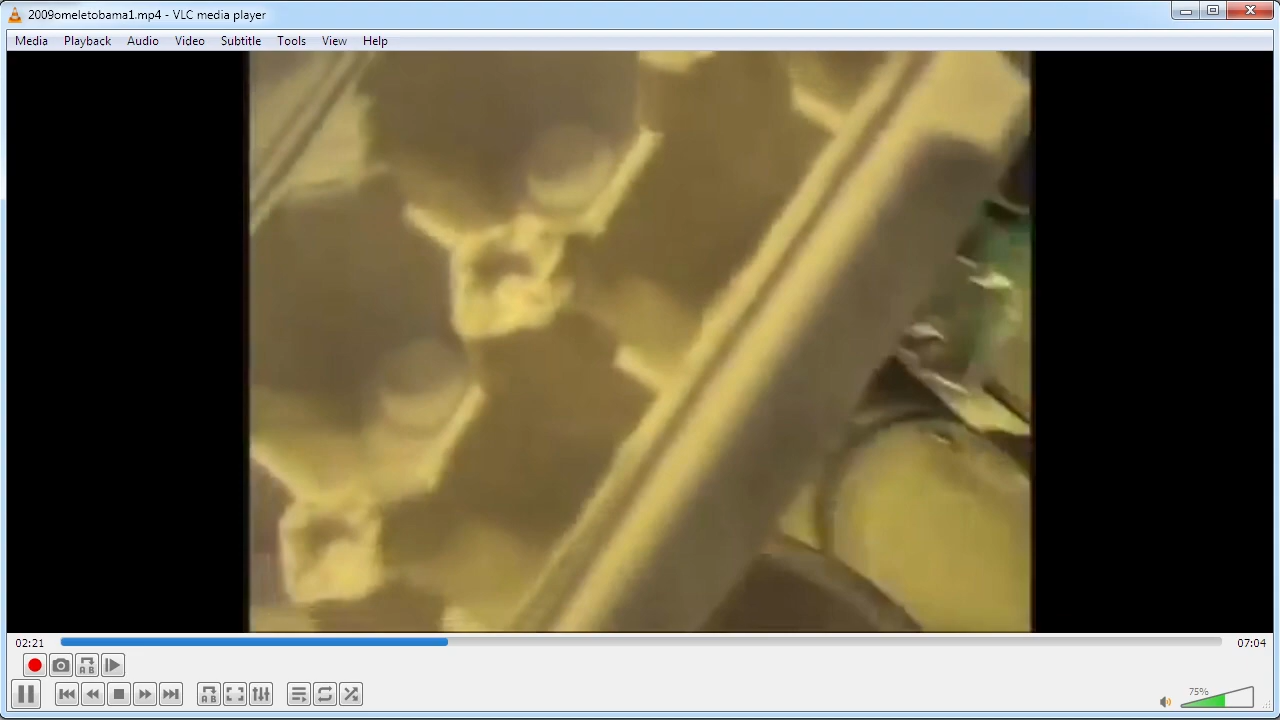 2009omeletobama1.mp4 - VLC media player
Media Playback Audio Video Subtitle Tools View Help
02:21 07:04
75%